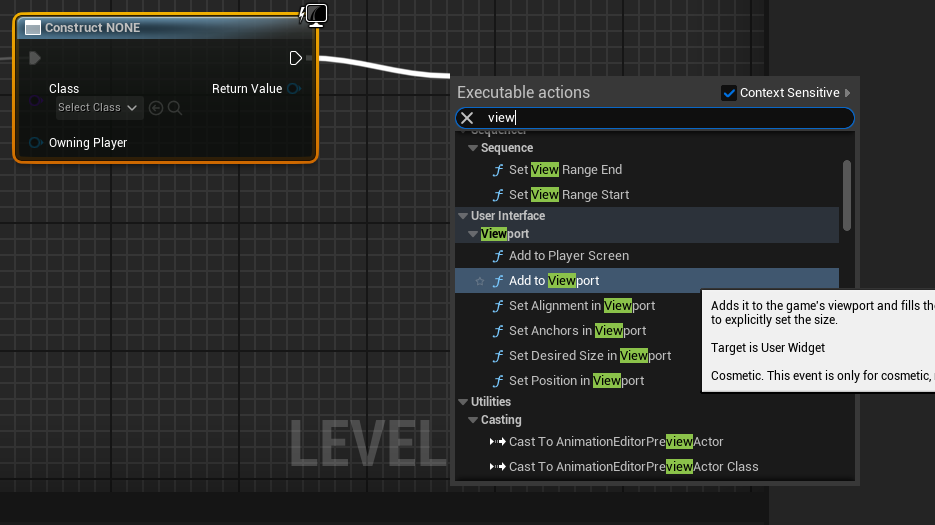 Construct NONE
Class
Return Value
Select Class
Owning Player
Executable actions
Context Sensitive
view
Sequencer
Sequence
Set View Range End
Set View Range Start
User Interface
Viewport
Add to Player Screen
Add to Viewport
Set Alignment in Viewport
Set Anchors in Viewport
Set Desired Size in Viewport
Set Position in Viewport
Utilities
Casting
Cast To AnimationEditorPreviewActor
Cast To AnimationEditorPreviewActor Class
Adds it to the game's viewport and fills the
to explicitly set the size.
Target is User Widget
Cosmetic. This event is only for cosmetic,
LEVEL